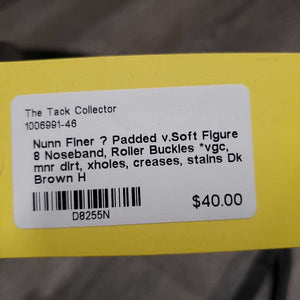 The Tack Collector
1006991-46
Nunn Finer ? Padded v.Soft Figure
8 Noseband, Roller Buckles *vgc,
mnr dirt, xholes, creases, stains Dk
Brown H
D8255N
$40.00